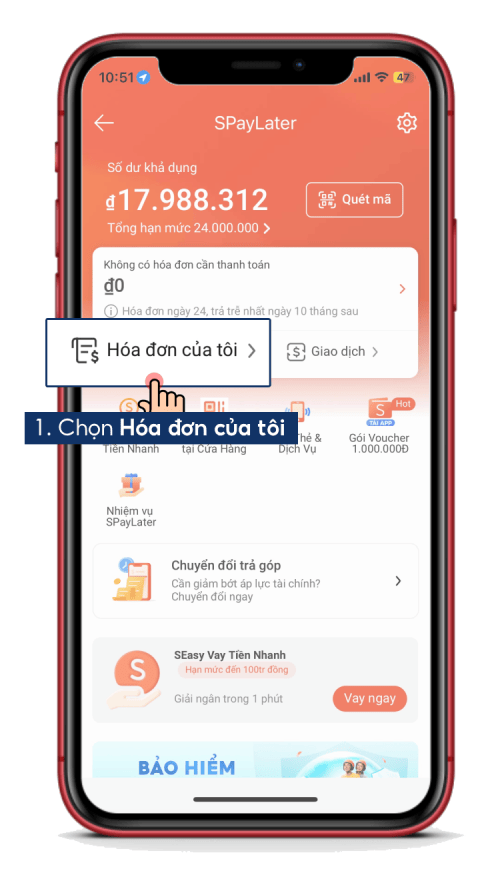 10:51
47
SPayLater
Số dư khả dụng
₫17.988.312
Quét mã
Tổng hạn mức 24.000.000 >
Không có hóa đơn cần thanh toán
₫0
Hóa đơn ngày 24, trả trễ nhất ngày 10 tháng sau
Hóa đơn của tôi >
Giao dịch >
Hot
TẠI APP
1. Chọn Hóa đơn của tôi
Tiền Nhanh
tại Cửa Hàng
Thẻ &
Dịch Vụ
Gói Voucher
1.000.000Đ
Nhiệm vụ
SPayLater
Chuyển đổi trả góp
Cần giảm bớt áp lực tài chính?
Chuyển đổi ngay
SEasy Vay Tiền Nhanh
Hạn mức đến 100tr đồng
Giải ngân trong 1 phút
Vay ngay
BẢO HIỂM